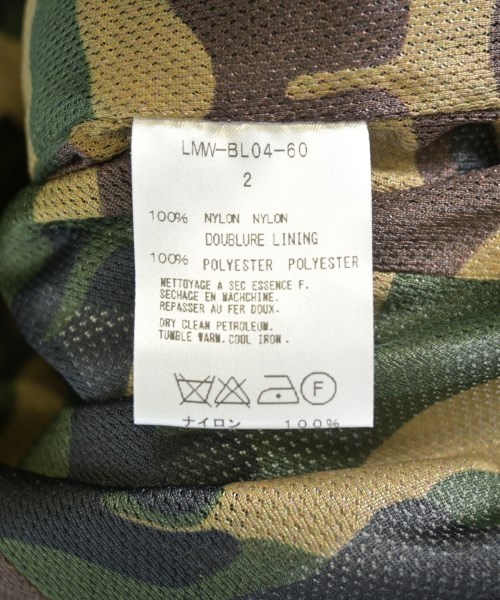 LMW-BL04-60
2
100% NYLON NYLON
DOUBLURE LINING
100% POLYESTER POLYESTER
NETTOYAGE A SEC ESSENCE F.
SECHAGE EN MACHCHINE.
REPASSER AU FER DOUX.
DRY CLEAN PETROLEUM.
TUMBLE WARM. COOL IRON.
F
ナイロン 100%